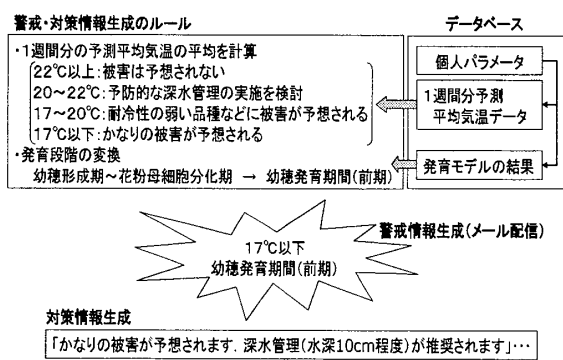 警戒・対策情報生成のルール
・1週間分の予測平均気温の平均を計算
22℃以上:被害は予想されない
20～22℃:予防的な深水管理の実施を検討
17～20℃:耐冷性の弱い品種などに被害が予想される
17℃以下:かなりの被害が予想される
・発育段階の変換
幼穂形成期～花粉母細胞分化期 → 幼穂発育期間(前期)
データベース
個人パラメータ
1週間分予測
平均気温データ
発育モデルの結果
警戒情報生成(メール配信)
17℃以下
幼穂発育期間(前期)
対策情報生成
「かなりの被害が予想されます. 深水管理(水深10cm程度)が推奨されます」…